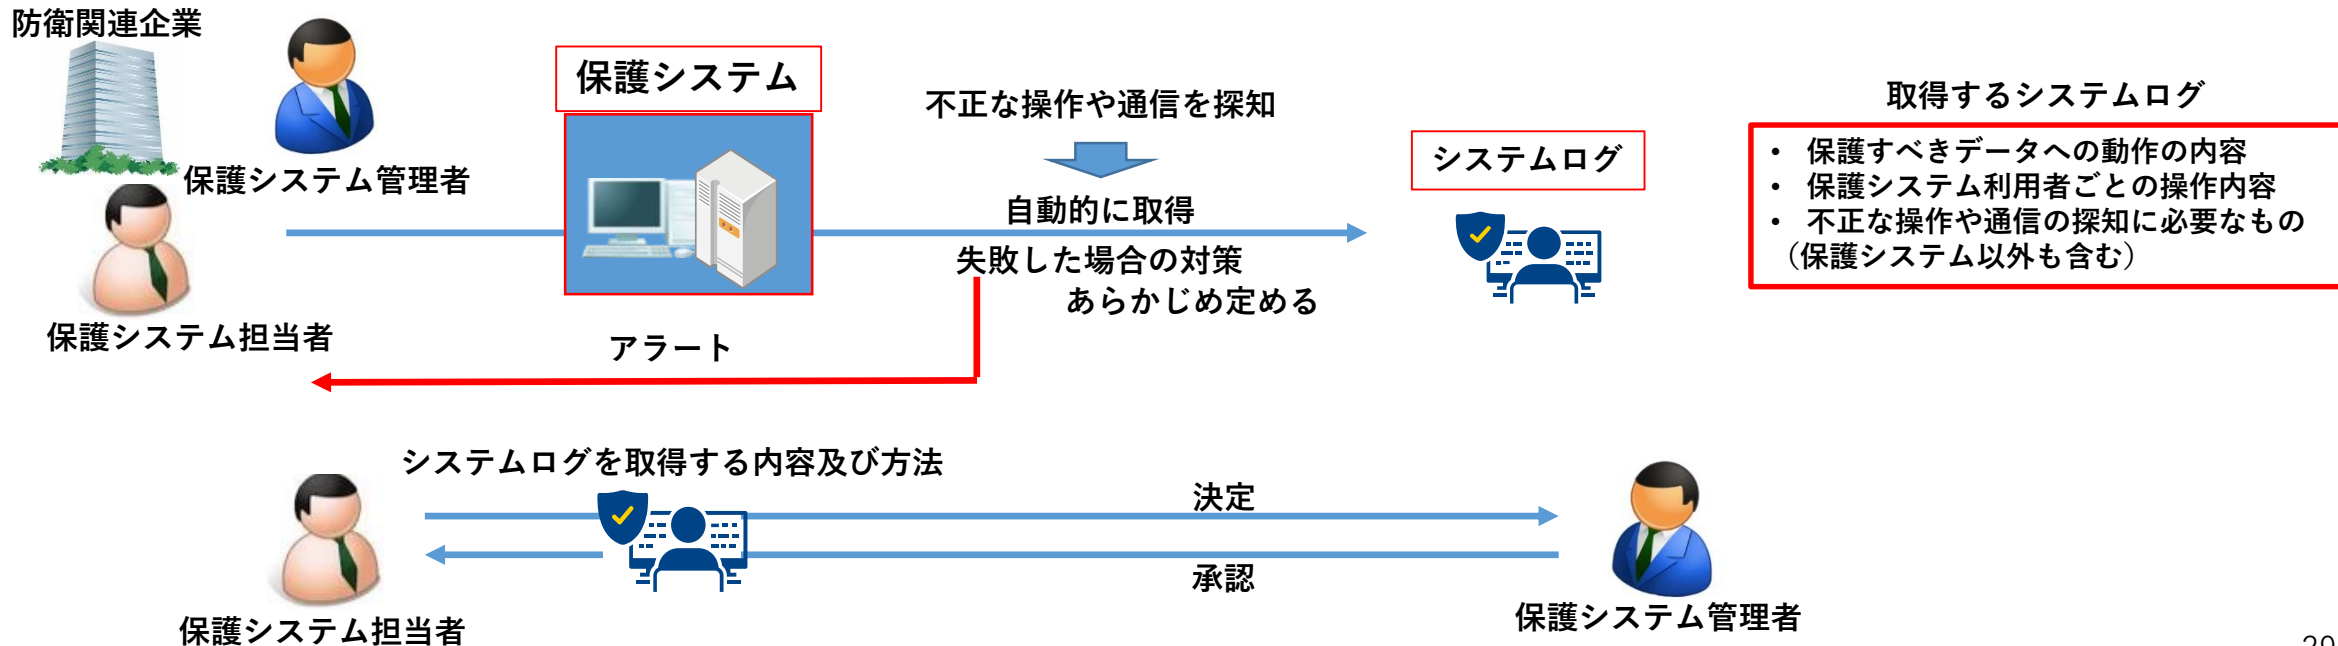 防衛関連企業
保護システム管理者
保護システム担当者
保護システム
不正な操作や通信を探知
自動的に取得
失敗した場合の対策
あらかじめ定める
アラート
システムログ
取得するシステムログ
• 保護すべきデータへの動作の内容
• 保護システム利用者ごとの操作内容
• 不正な操作や通信の探知に必要なもの
（保護システム以外も含む）
システムログを取得する内容及び方法
決定
承認
保護システム担当者
保護システム管理者